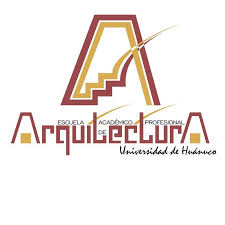 ESCUELA ACADÉMICO PROFESIONAL
DE
ArquitecturA
Universidad de Huánuco